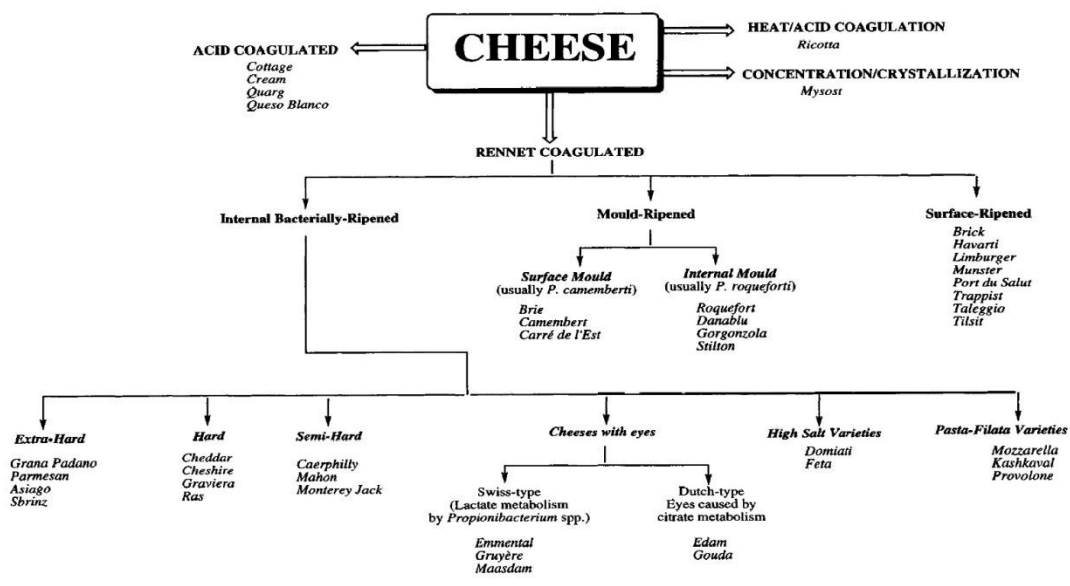 CHEESE
ACID COAGULATED
Cottage
Cream
Quarg
Queso Blanco
HEAT/ACID COAGULATION
Ricotta
CONCENTRATION/CRYSTALLIZATION
Mysost
RENNET COAGULATED
Internal Bacterially-Ripened
Mould-Ripened
Surface-Ripened
Brick
Havarti
Limburger
Munster
Port du Salut
Trappist
Taleggio
Tilsit
Surface Mould
(usually P. camemberti)
Brie
Camembert
Carré de l'Est
Internal Mould
(usually P. roqueforti)
Roquefort
Danablu
Gorgonzola
Stilton
Extra-Hard
Grana Padano
Parmesan
Asiago
Sbrinz
Hard
Cheddar
Cheshire
Graviera
Ras
Semi-Hard
Caerphilly
Mahon
Monterey Jack
Cheeses with eyes
Swiss-type
(Lactate metabolism
by Propionibacterium spp.)
Emmental
Gruyère
Maasdam
Dutch-type
Eyes caused by
citrate metabolism
Edam
Gouda
High Salt Varieties
Domiati
Feta
Pasta-Filata Varieties
Mozzarella
Kashkaval
Provolone